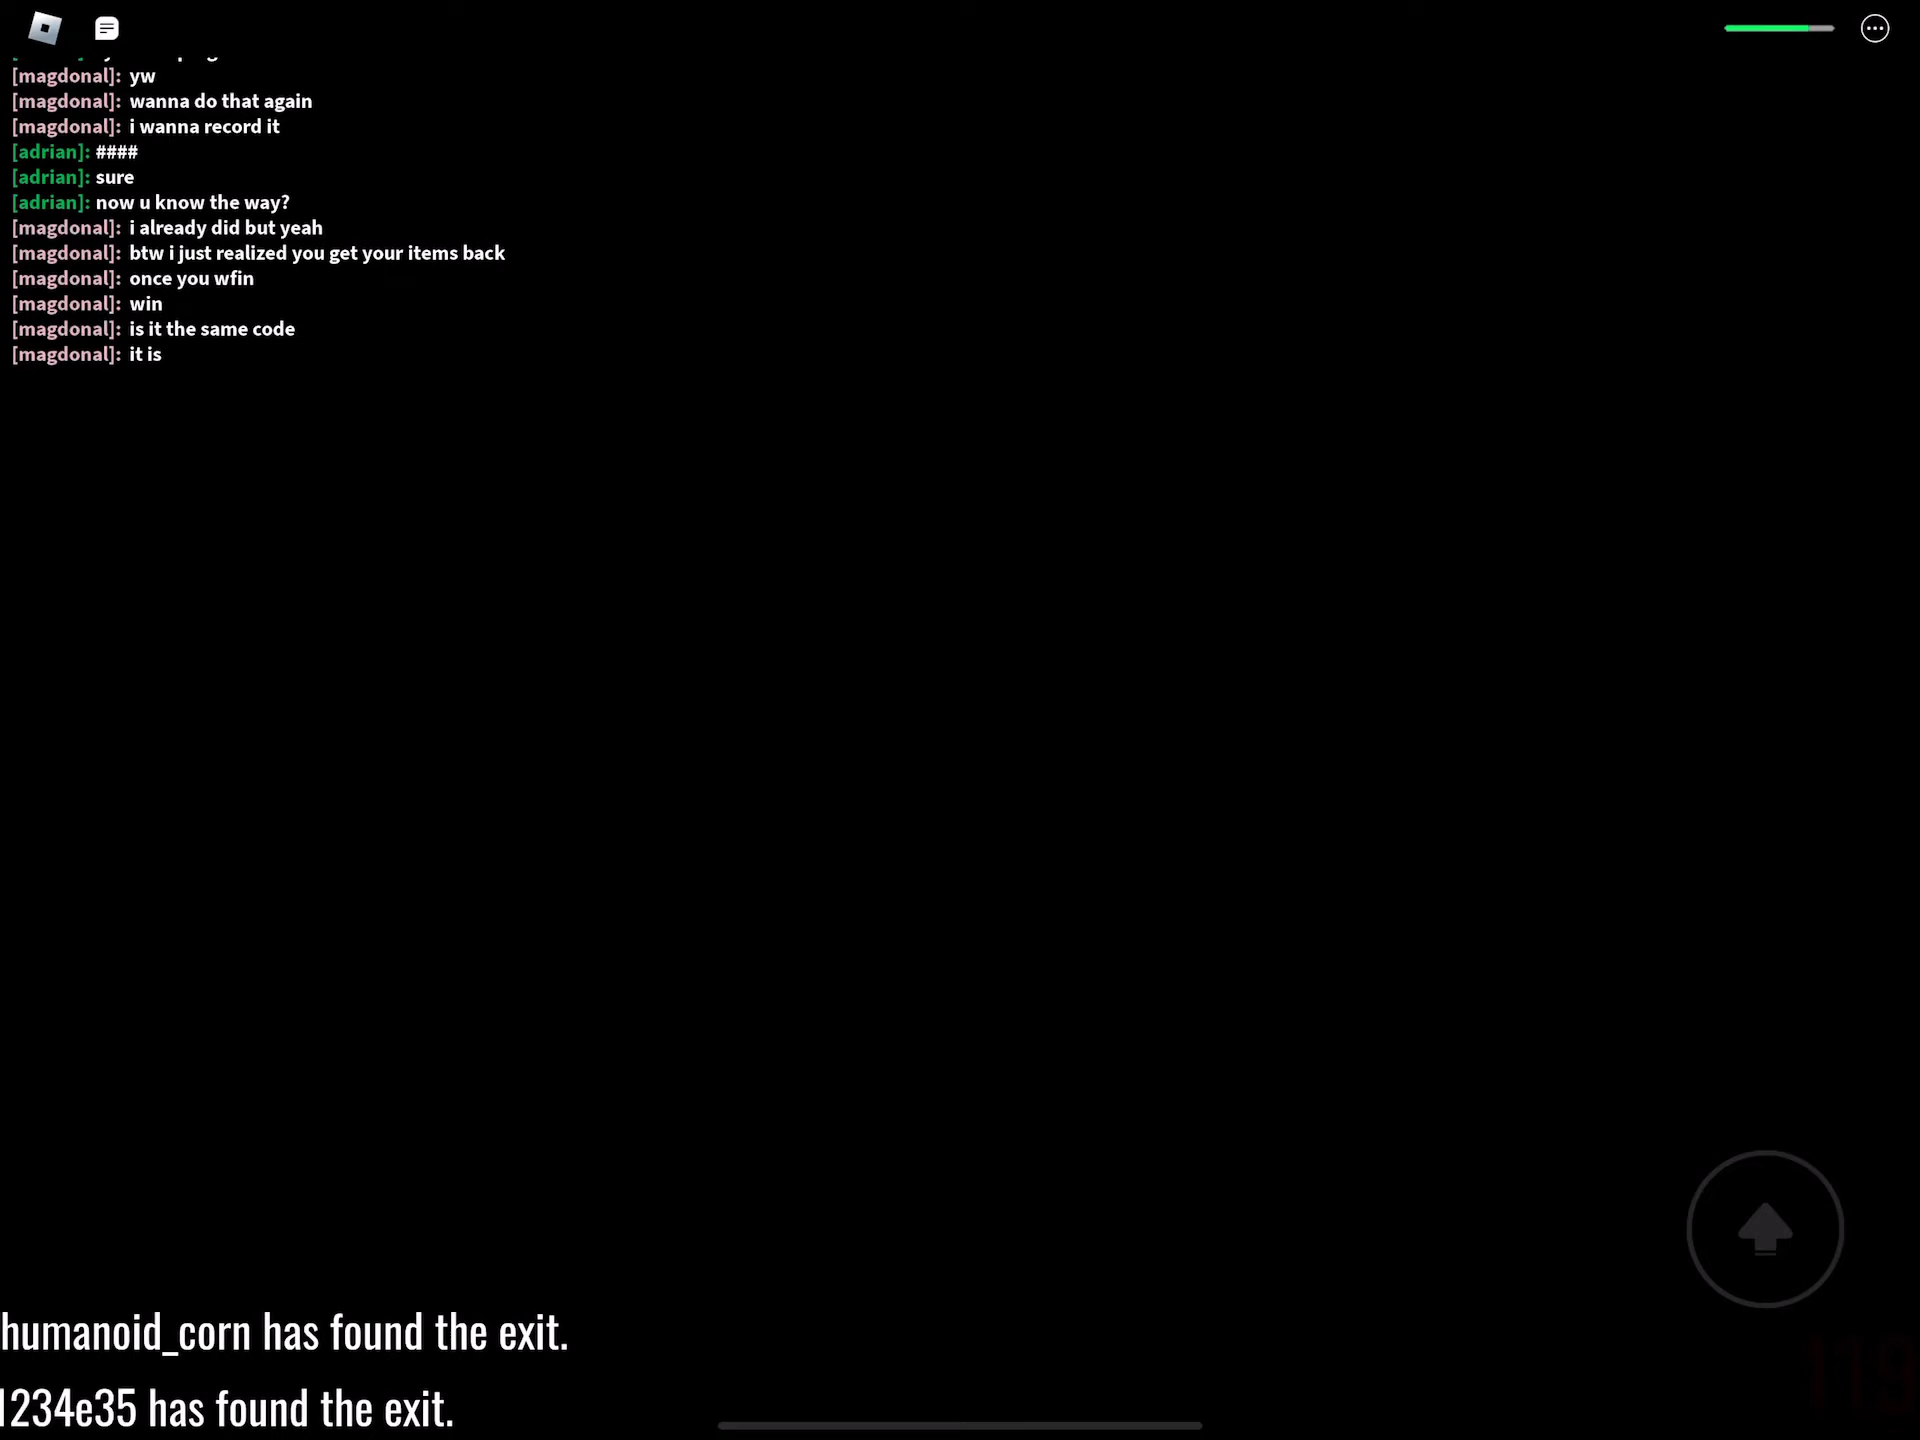 [magdonal]: yw
[magdonal]: wanna do that again
[magdonal]: i wanna record it
[adrian]: ####
[adrian]: sure
[adrian]: now u know the way?
[magdonal]: i already did but yeah
[magdonal]: btw i just realized you get your items back
[magdonal]: once you wfin
[magdonal]: win
[magdonal]: is it the same code
[magdonal]: it is
humanoid_corn has found the exit.
1234e35 has found the exit.